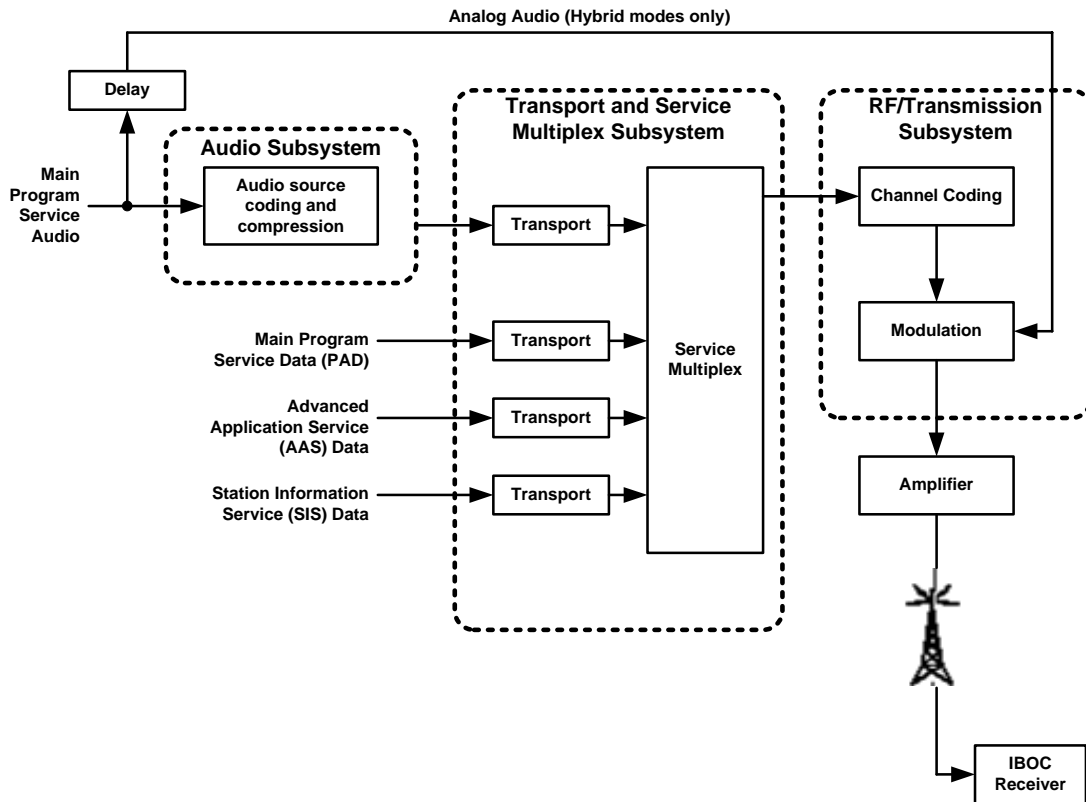 Analog Audio (Hybrid modes only)
Delay
Transport and Service
Multiplex Subsystem
RF/Transmission
Subsystem
Audio Subsystem
Main
Program
Service
Audio
Audio source
coding and
compression
Transport
Channel Coding
Main Program
Service Data (PAD)
Transport
Service
Multiplex
Modulation
Advanced
Application Service
(AAS) Data
Transport
Station Information
Service (SIS) Data
Transport
Amplifier
IBOC
Receiver